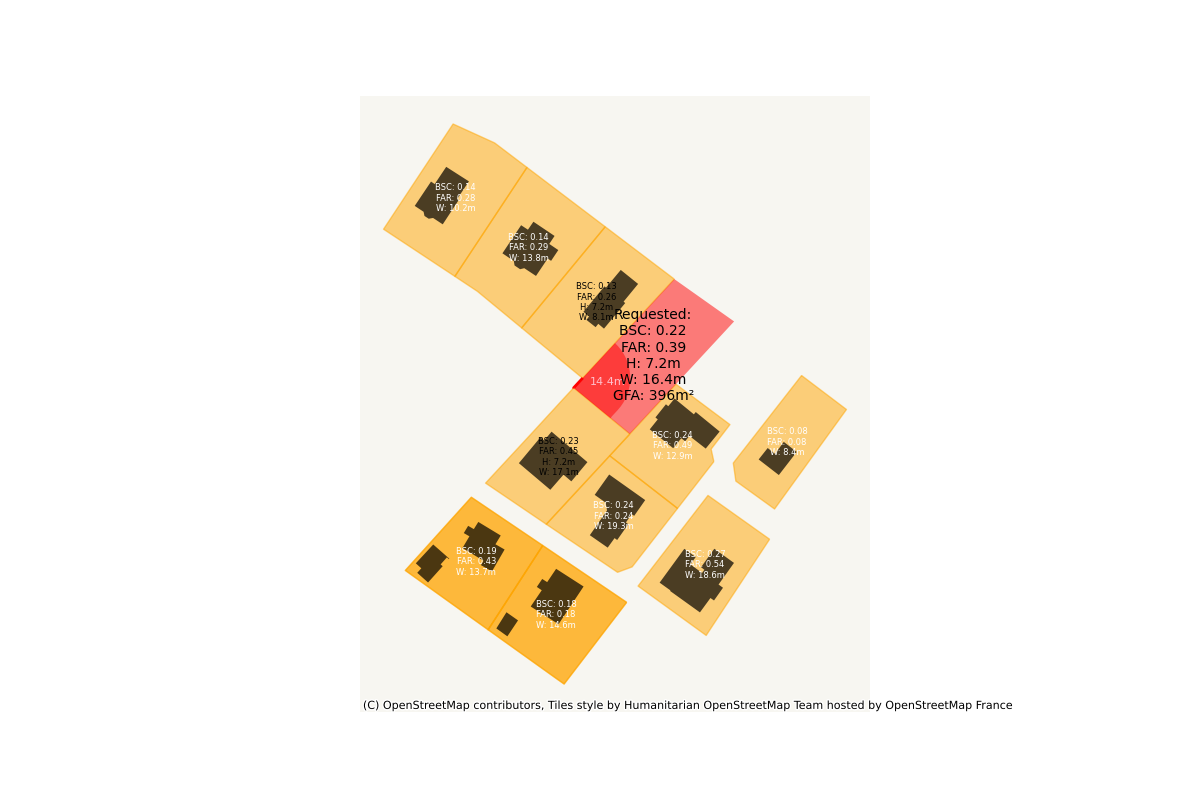 BSC: 0.14
FAR: 0.28
W: 10.2m
BSC: 0.14
FAR: 0.29
W: 13.8m
BSC: 0.13
FAR: 0.26
H: 7.2m
W: 8.1m
Requested:
BSC: 0.22
FAR: 0.39
H: 7.2m
W: 16.4m
GFA: 396m²
14.4m
BSC: 0.23
FAR: 0.45
H: 7.2m
W: 17.1m
BSC: 0.24
FAR: 0.49
W: 12.9m
BSC: 0.08
FAR: 0.08
W: 8.4m
BSC: 0.24
FAR: 0.24
W: 19.3m
BSC: 0.19
FAR: 0.43
W: 13.7m
BSC: 0.27
FAR: 0.54
W: 18.6m
BSC: 0.18
FAR: 0.18
W: 14.6m
(C) OpenStreetMap contributors, Tiles style by Humanitarian OpenStreetMap Team hosted by OpenStreetMap France